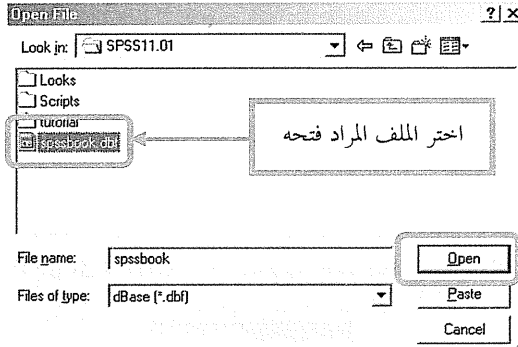 Open File
Look in: SPSS11.01
Looks
Scripts
tutorial
spssbook.dbf
اختر الملف المراد فتحه
File name: spssbook Open
Files of type: dBase (*.dbf) Paste
Cancel